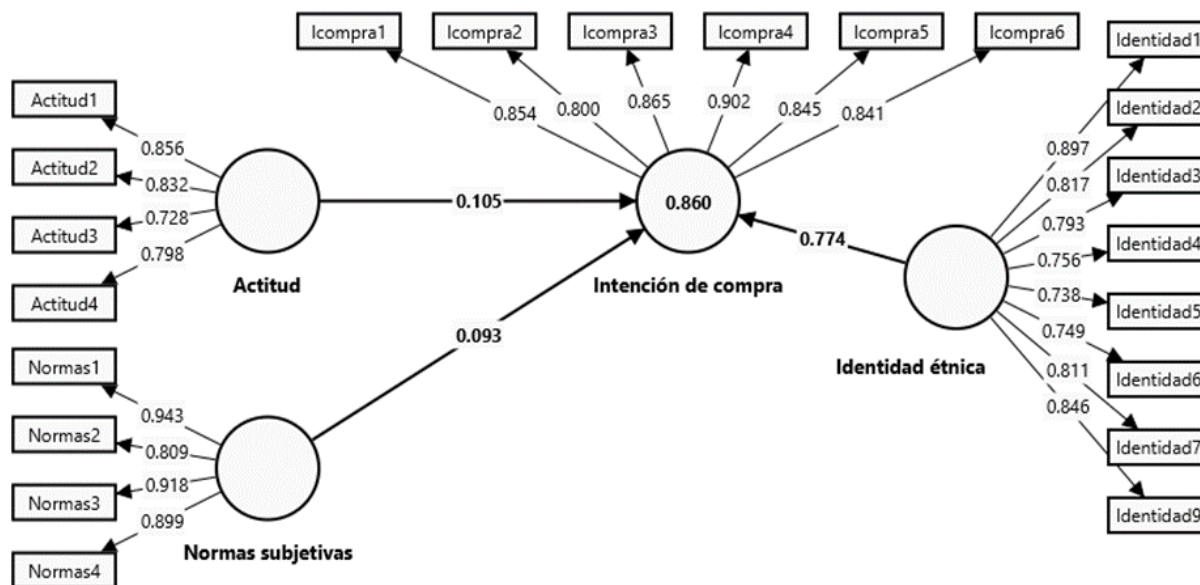 Icompra1
Icompra2
Icompra3
Icompra4
Icompra5
Icompra6
0.854
0.800
0.865
0.902
0.845
0.841
Actitud1
Actitud2
Actitud3
Actitud4
0.856
0.832
0.728
0.798
Actitud
0.105
0.860
Intención de compra
0.774
Identidad étnica
Identidad1
Identidad2
Identidad3
Identidad4
Identidad5
Identidad6
Identidad7
Identidad9
0.897
0.817
0.793
0.756
0.738
0.749
0.811
0.846
0.093
Normas1
Normas2
Normas3
Normas4
0.943
0.809
0.918
0.899
Normas subjetivas